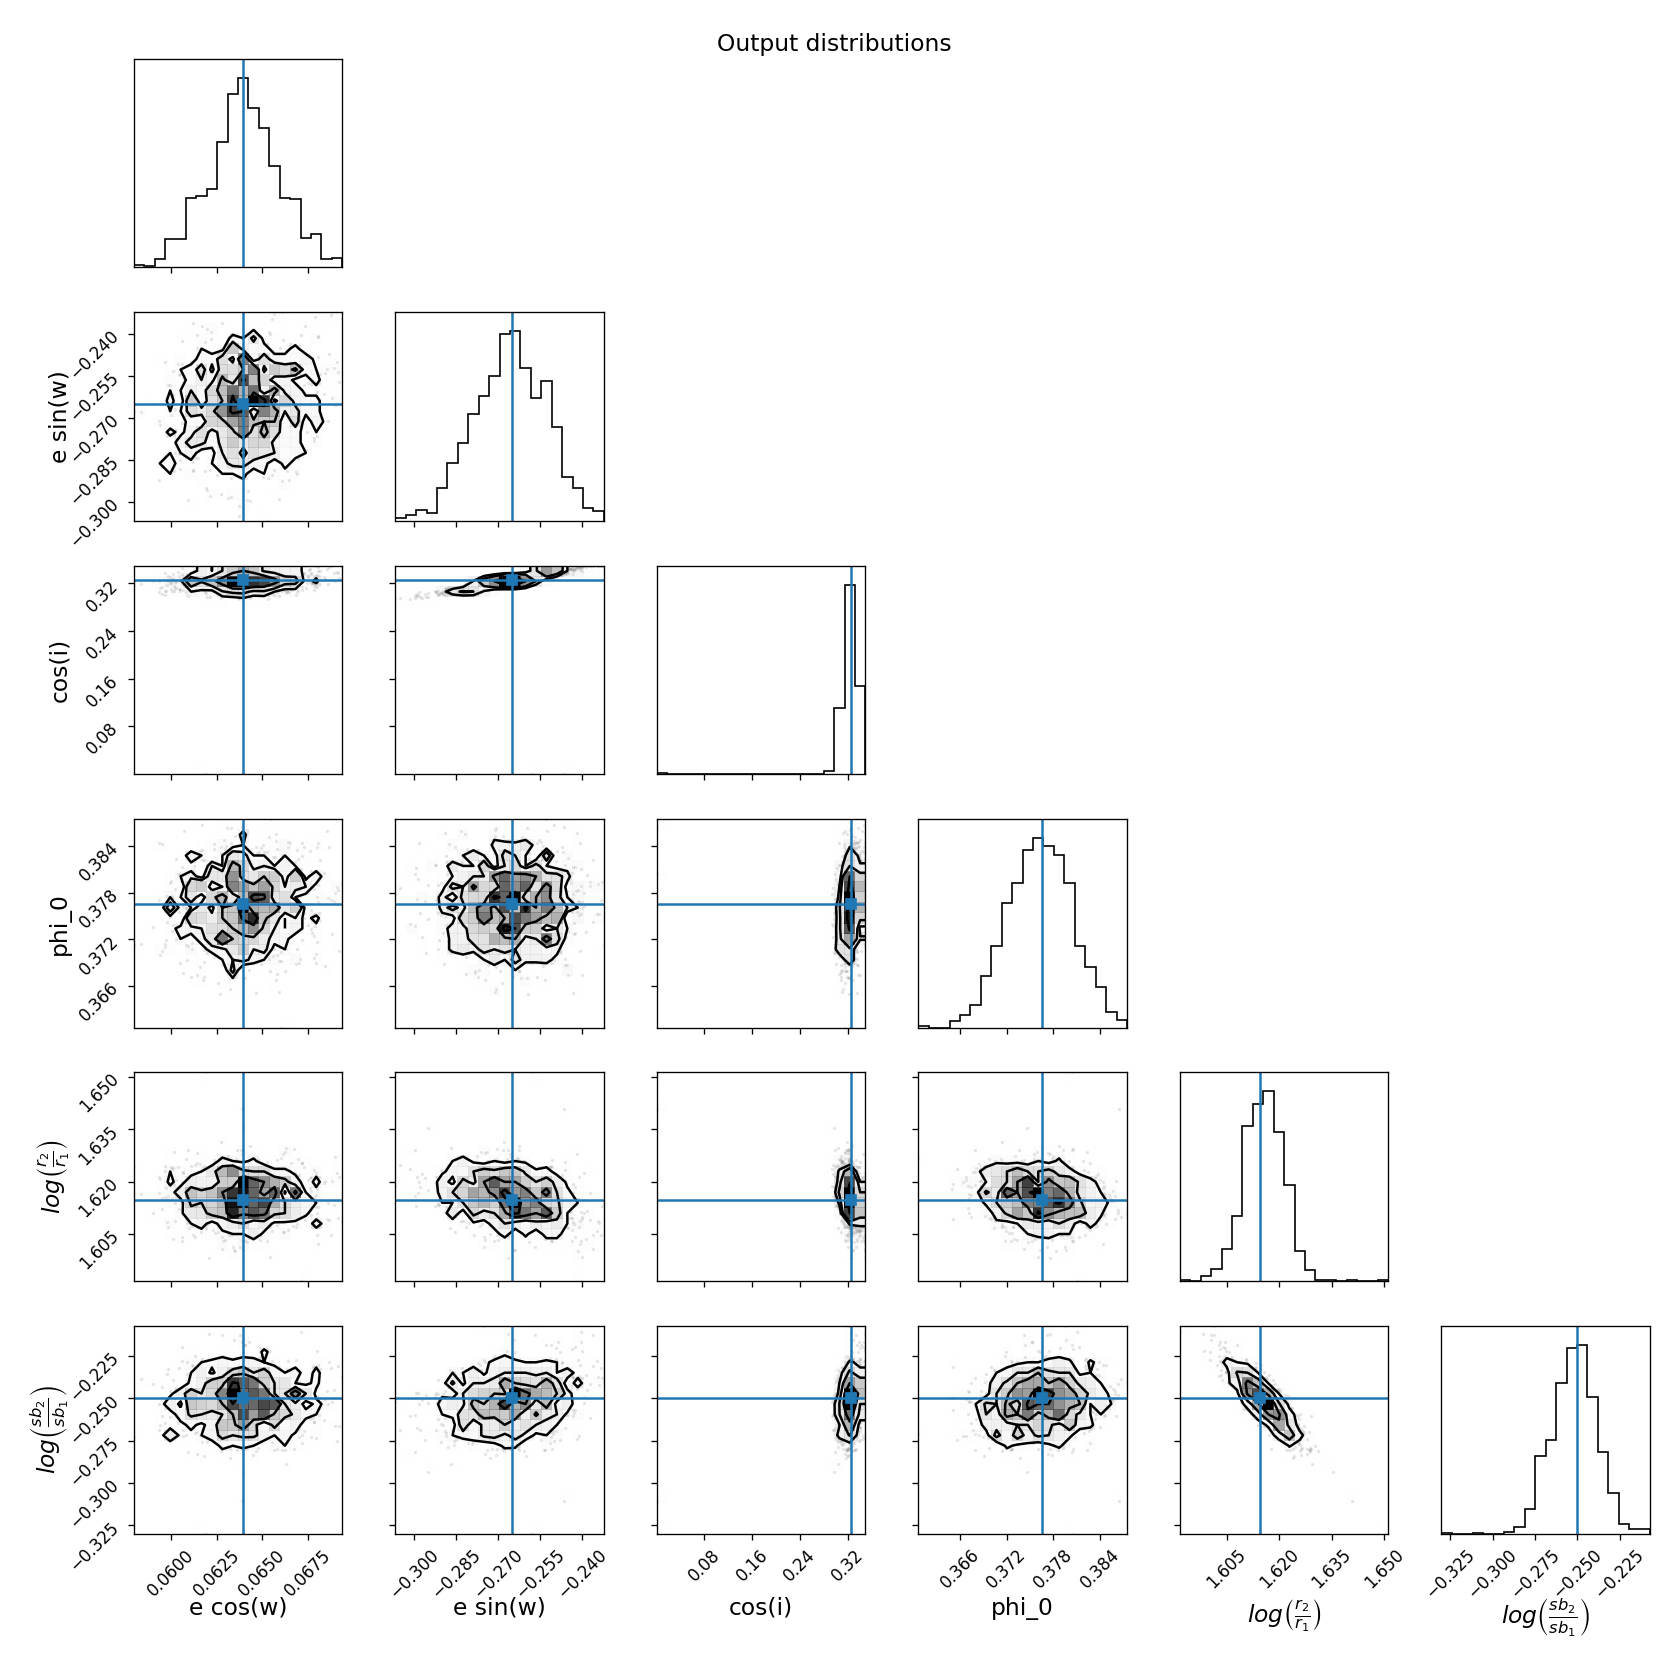 Output distributions
e sin(w)
−0.240
−0.255
−0.270
−0.285
−0.300
cos(i)
0.32
0.24
0.16
0.08
phi_0
0.384
0.378
0.372
0.366
log(r₂/r₁)
1.650
1.635
1.620
1.605
log(sb₂/sb₁)
−0.225
−0.250
−0.275
−0.300
−0.325
0.0600 0.0625 0.0650 0.0675
e cos(w)
−0.300 −0.285 −0.270 −0.255 −0.240
e sin(w)
0.08 0.16 0.24 0.32
cos(i)
0.366 0.372 0.378 0.384
phi_0
1.605 1.620 1.635 1.650
log(r₂/r₁)
−0.325 −0.300 −0.275 −0.250 −0.225
log(sb₂/sb₁)